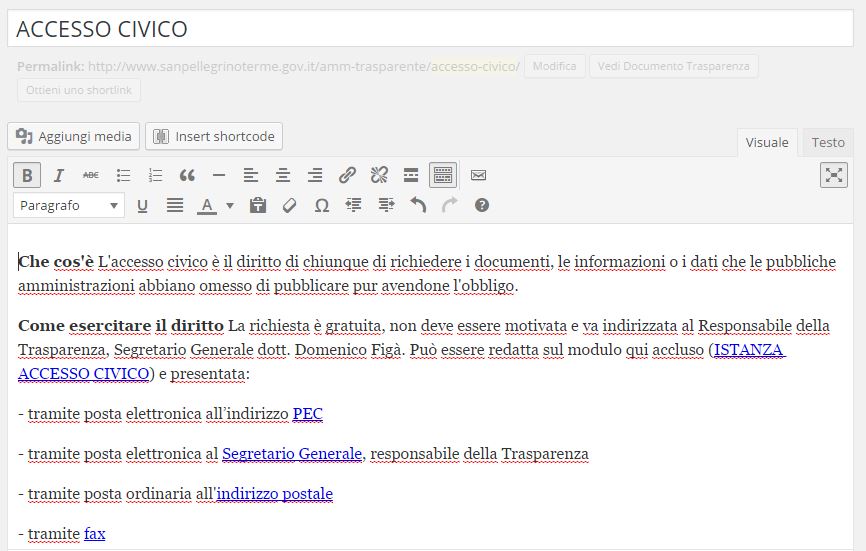 ACCESSO CIVICO
Permalink: http://www.sanpellegrinoterme.gov.it/amm-trasparente/accesso-civico/ Modifica Vedi Documento Trasparenza
Ottieni uno shortlink
Aggiungi media Insert shortcode
Visuale Testo
B I ABC
Paragrafo U A Ω
Che cos'è L'accesso civico è il diritto di chiunque di richiedere i documenti, le informazioni o i dati che le pubbliche
amministrazioni abbiano omesso di pubblicare pur avendone l'obbligo.
Come esercitare il diritto La richiesta è gratuita, non deve essere motivata e va indirizzata al Responsabile della
Trasparenza, Segretario Generale dott. Domenico Figà. Può essere redatta sul modulo qui accluso (ISTANZA
ACCESSO CIVICO) e presentata:
- tramite posta elettronica all’indirizzo PEC
- tramite posta elettronica al Segretario Generale, responsabile della Trasparenza
- tramite posta ordinaria all'indirizzo postale
- tramite fax